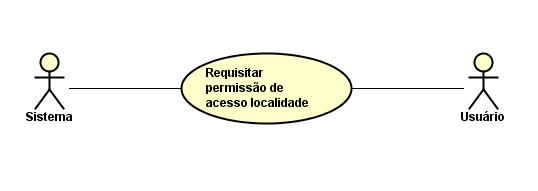 Requisitar
permissão de
acesso localidade
Sistema
Usuário